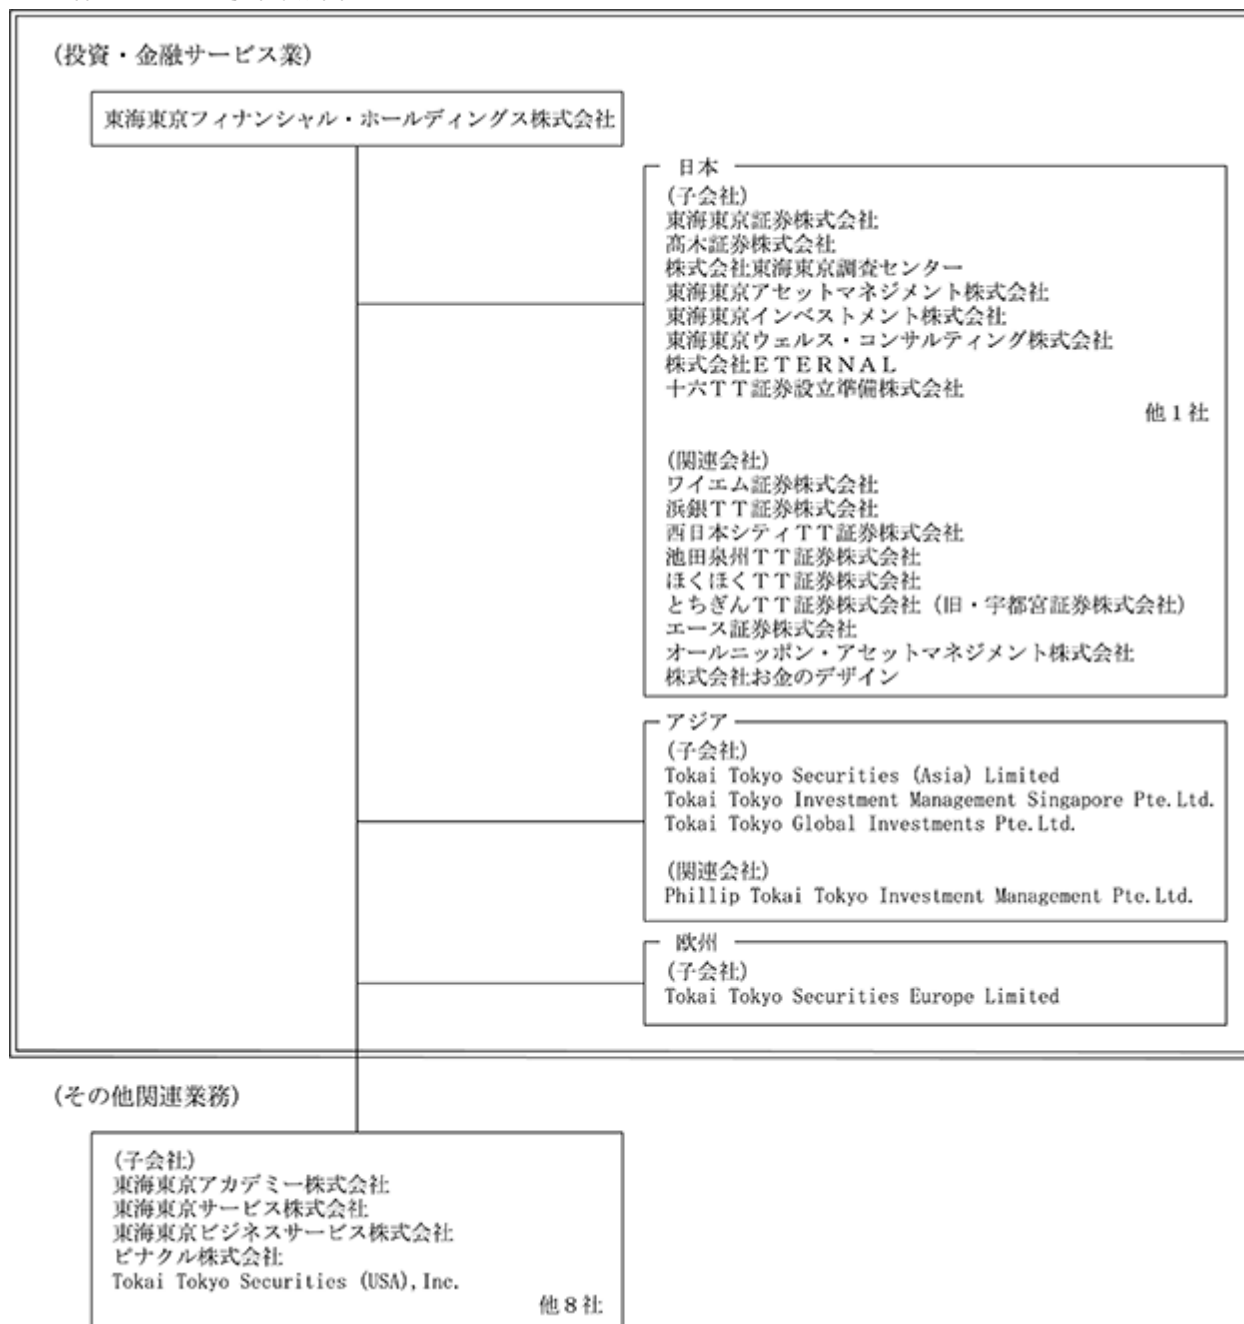 (投資・金融サービス業)
東海東京フィナンシャル・ホールディングス株式会社
日本
(子会社)
東海東京証券株式会社
髙木証券株式会社
株式会社東海東京調査センター
東海東京アセットマネジメント株式会社
東海東京インベストメント株式会社
東海東京ウェルス・コンサルティング株式会社
株式会社ＥＴＥＲＮＡＬ
十六ＴＴ証券設立準備株式会社
他１社
(関連会社)
ワイエム証券株式会社
浜銀ＴＴ証券株式会社
西日本シティＴＴ証券株式会社
池田泉州ＴＴ証券株式会社
ほくほくＴＴ証券株式会社
とちぎんＴＴ証券株式会社（旧・宇都宮証券株式会社）
エース証券株式会社
オールニッポン・アセットマネジメント株式会社
株式会社お金のデザイン
アジア
(子会社)
Tokai Tokyo Securities (Asia) Limited
Tokai Tokyo Investment Management Singapore Pte.Ltd.
Tokai Tokyo Global Investments Pte.Ltd.
(関連会社)
Phillip Tokai Tokyo Investment Management Pte.Ltd.
欧州
(子会社)
Tokai Tokyo Securities Europe Limited
(その他関連業務)
(子会社)
東海東京アカデミー株式会社
東海東京サービス株式会社
東海東京ビジネスサービス株式会社
ピナクル株式会社
Tokai Tokyo Securities (USA),Inc.
他８社